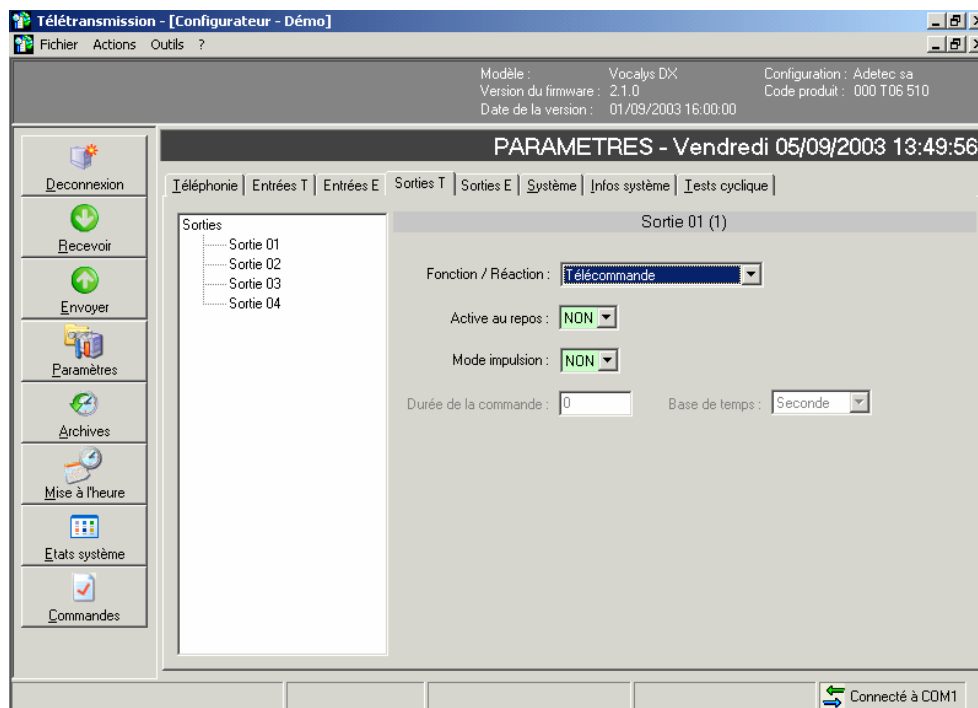 Télétransmission - [Configurateur - Démo]
Fichier Actions Outils ?
Modèle : Vocalys DX Configuration : Adetec sa
Version du firmware : 2.1.0 Code produit : 000 T06 510
Date de la version : 01/09/2003 16:00:00
PARAMETRES - Vendredi 05/09/2003 13:49:56
Deconnexion
Recevoir
Envoyer
Paramètres
Archives
Mise à l'heure
Etats système
Commandes
Téléphonie Entrées T Entrées E Sorties T Sorties E Système Infos système Tests cyclique
Sorties
Sortie 01
Sortie 02
Sortie 03
Sortie 04
Sortie 01 (1)
Fonction / Réaction : Télécommande
Active au repos : NON
Mode impulsion : NON
Durée de la commande : 0 Base de temps : Seconde
Connecté à COM1